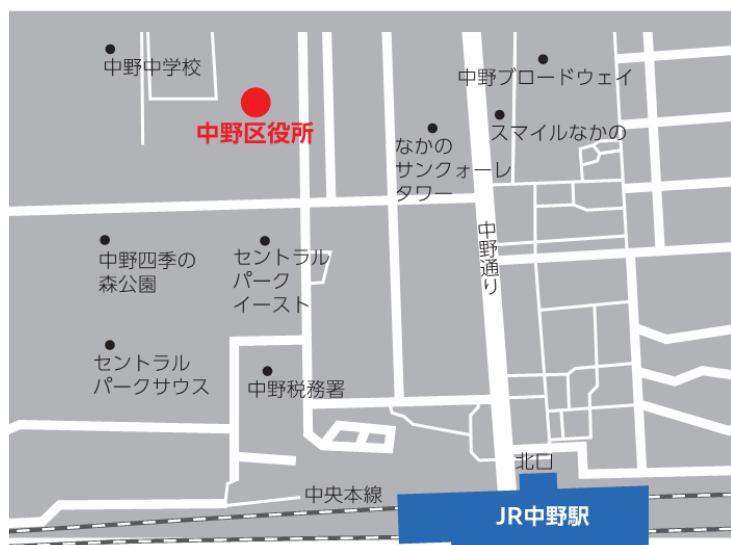 中野中学校
中野区役所
中野ブロードウェイ
スマイルなかの
なかの
サンクォーレ
タワー
中野通り
中野四季の
森公園
セントラル
パーク
イースト
セントラル
パークサウス
中野税務署
北口
中央本線
JR中野駅